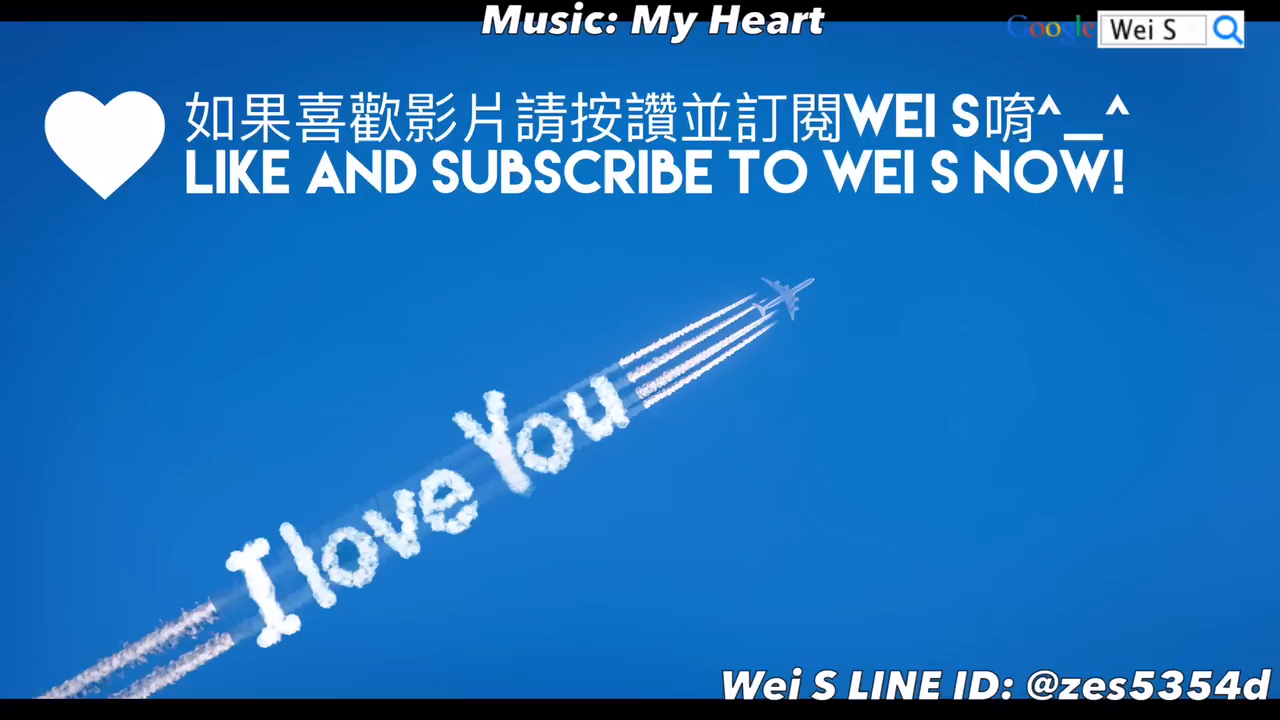 Music: My Heart
Google Wei S
如果喜歡影片請按讚並訂閱WEI S唷^_^
LIKE AND SUBSCRIBE TO WEI S NOW!
I love You
Wei S LINE ID: @zes5354d